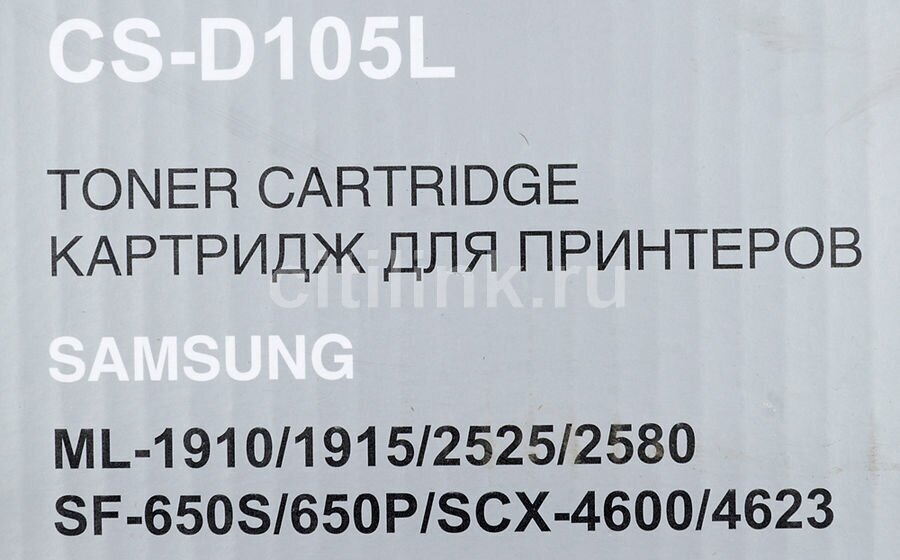 CS-D105L
TONER CARTRIDGE
КАРТРИДЖ ДЛЯ ПРИНТЕРОВ
citilink.ru
SAMSUNG
ML-1910/1915/2525/2580
SF-650S/650P/SCX-4600/4623